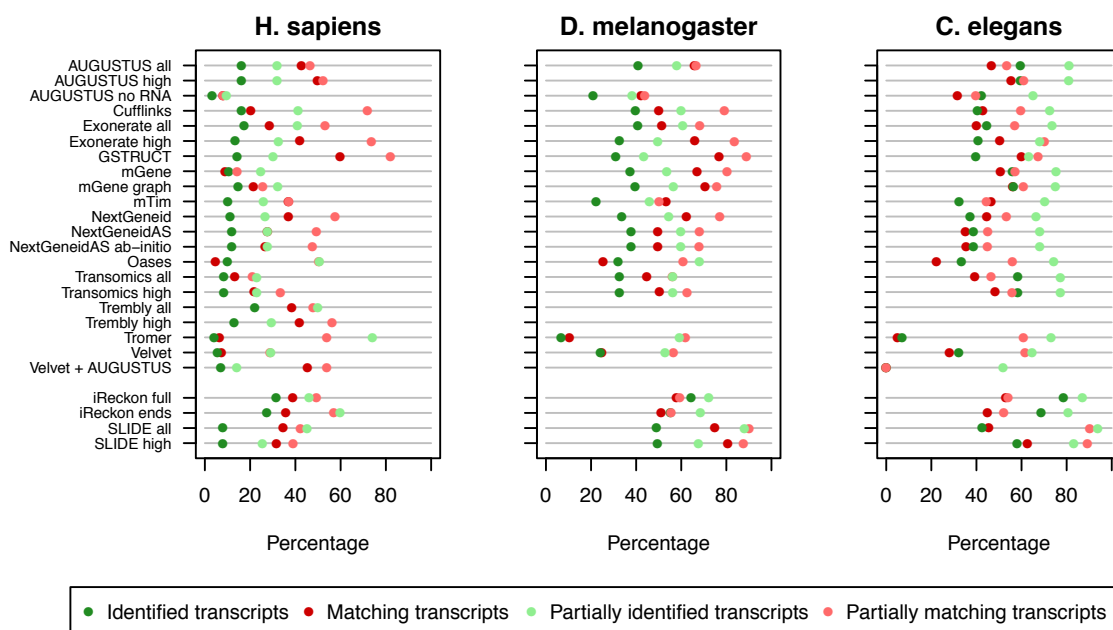 H. sapiens D. melanogaster C. elegans
AUGUSTUS all
AUGUSTUS high
AUGUSTUS no RNA
Cufflinks
Exonerate all
Exonerate high
GSTRUCT
mGene
mGene graph
mTim
NextGeneid
NextGeneidAS
NextGeneidAS ab−initio
Oases
Transomics all
Transomics high
Trembly all
Trembly high
Tromer
Velvet
Velvet + AUGUSTUS
iReckon full
iReckon ends
SLIDE all
SLIDE high
0 20 40 60 80 0 20 40 60 80 0 20 40 60 80
Percentage Percentage Percentage
Identified transcripts Matching transcripts Partially identified transcripts Partially matching transcripts